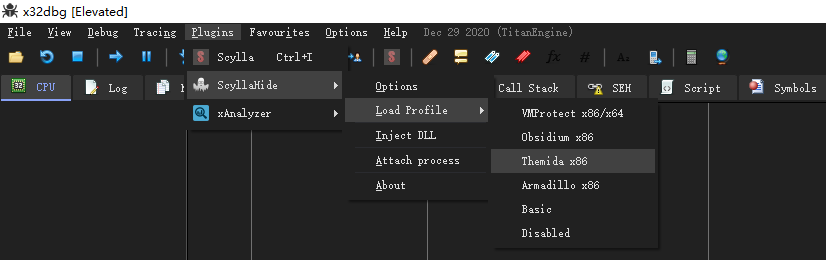 x32dbg [Elevated]
File View Debug Tracing Plugins Favourites Options Help Dec 29 2020 (TitanEngine)
Scylla Ctrl+I
ScyllaHide
xAnalyzer
Options
Load Profile
Inject DLL
Attach process
About
VMProtect x86/x64
Obsidium x86
Themida x86
Armadillo x86
Basic
Disabled
CPU Log Call Stack SEH Script Symbols